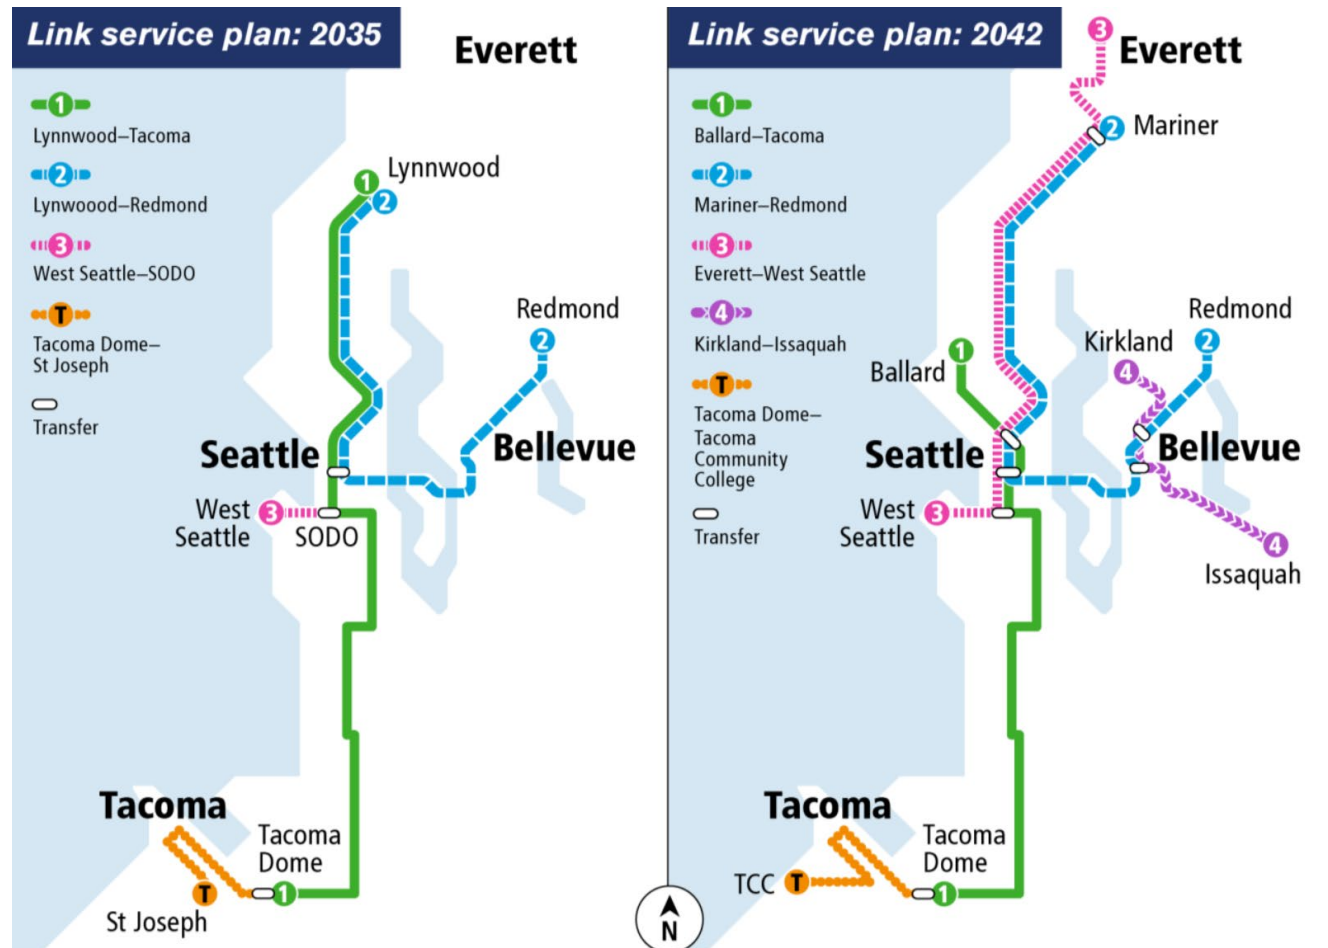 Link service plan: 2035
Everett
1
Lynnwood–Tacoma
2
Lynwoood–Redmond
3
West Seattle–SODO
T
Tacoma Dome–
St Joseph
Transfer
1
2
Lynnwood
Redmond
2
Seattle
Bellevue
West
Seattle
3
SODO
Tacoma
Tacoma
Dome
T
1
St Joseph
Link service plan: 2042
3
Everett
1
Ballard–Tacoma
2
Mariner–Redmond
3
Everett–West Seattle
4
Kirkland–Issaquah
T
Tacoma Dome–
Tacoma
Community
College
Transfer
2
Mariner
Redmond
2
Kirkland
4
1
Ballard
Seattle
Bellevue
West
Seattle
3
4
Issaquah
Tacoma
Tacoma
Dome
TCC
T
1
N